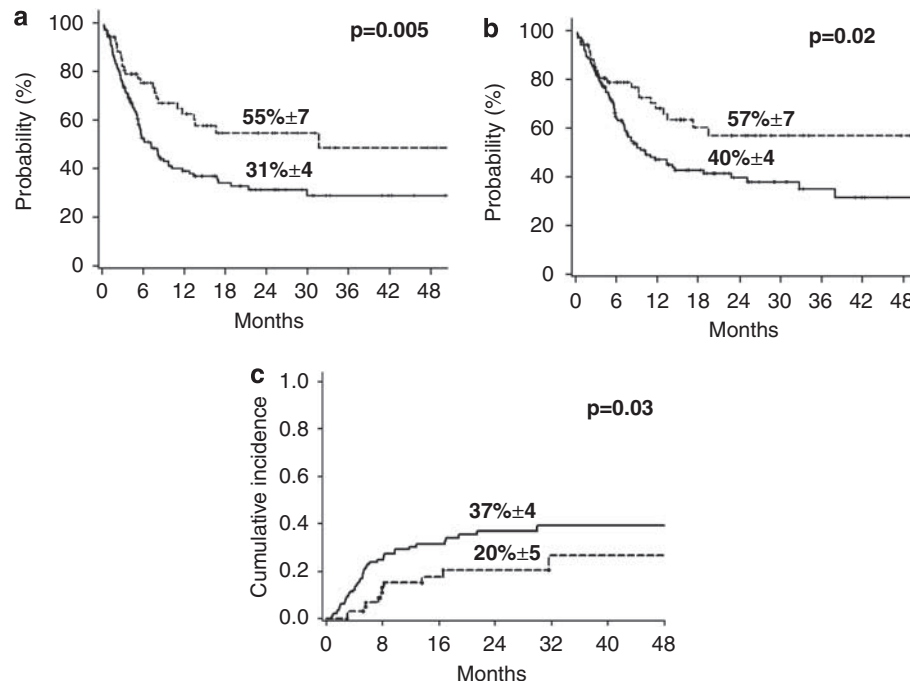 a
p=0.005
Probability (%)
100
80
60
40
20
0
55%±7
31%±4
0 6 12 18 24 30 36 42 48
Months
b
p=0.02
Probability (%)
100
80
60
40
20
0
57%±7
40%±4
0 6 12 18 24 30 36 42 48
Months
c
p=0.03
Cumulative incidence
1.0
0.8
0.6
0.4
0.2
0.0
37%±4
20%±5
0 8 16 24 32 40 48
Months